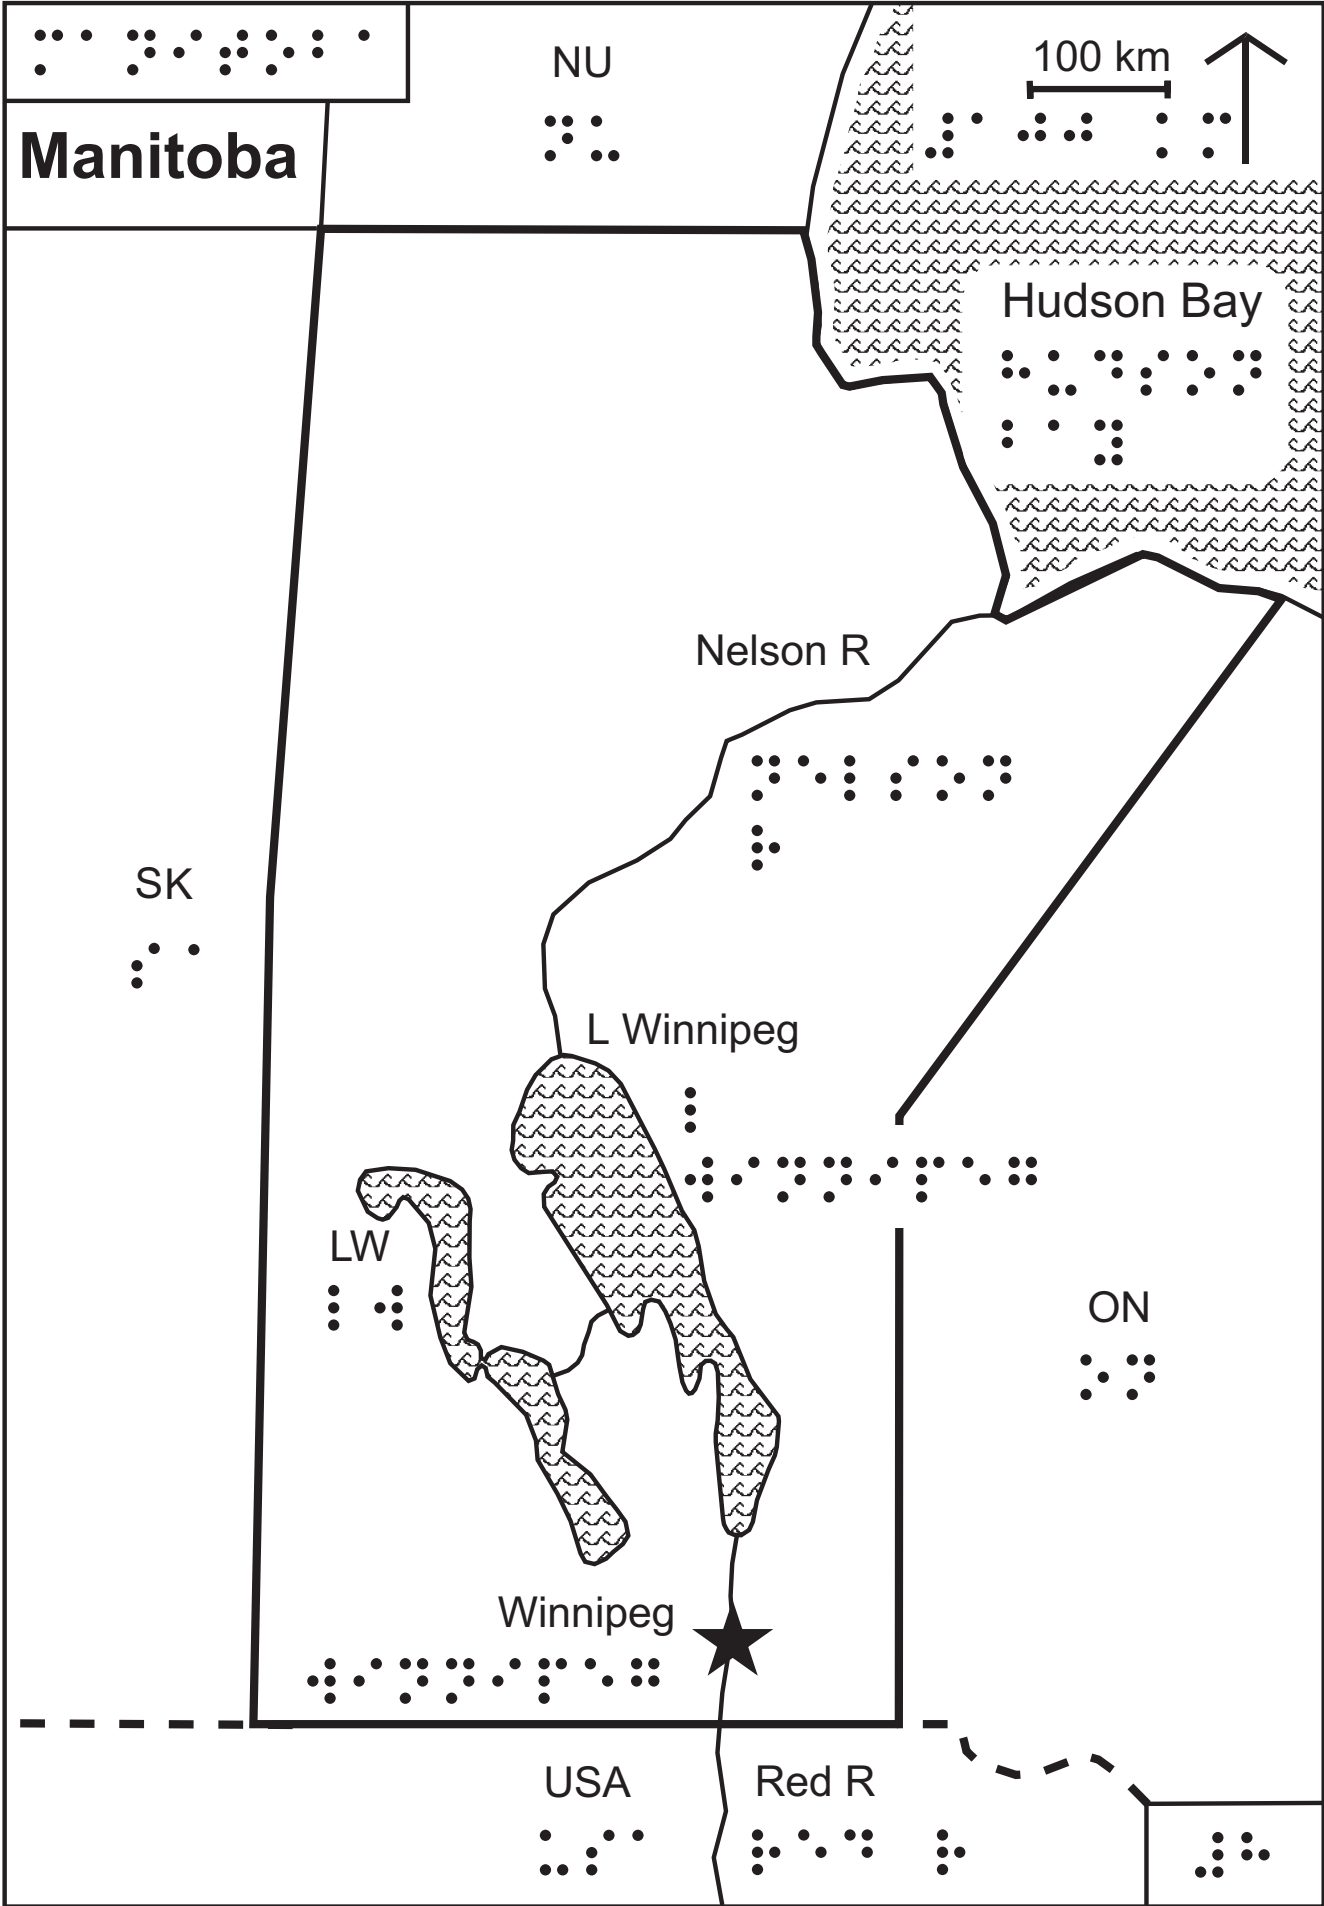 ⠍⠁⠝⠊⠞⠕⠃⠁
Manitoba
NU
⠝⠥
100 km
⠼⠁⠚⠚ ⠅⠍
Hudson Bay
⠓⠥⠙⠎⠕⠝
⠃⠁⠽
Nelson R
⠝⠑⠇⠎⠕⠝
⠗
SK
⠎⠁
L Winnipeg
⠇
⠺⠊⠝⠝⠊⠏⠑⠛
LW
⠇⠺
ON
⠕⠝
Winnipeg
⠺⠊⠝⠝⠊⠏⠑⠛
USA
⠥⠎⠁
Red R
⠗⠑⠙ ⠗
⠼⠓